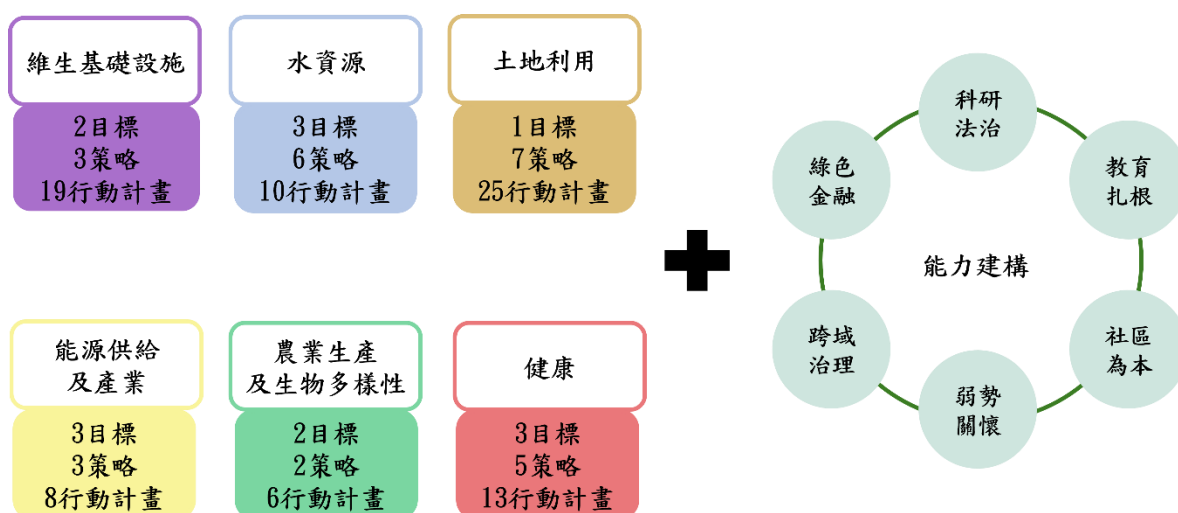 維生基礎設施
2目標
3策略
19行動計畫
水資源
3目標
6策略
10行動計畫
土地利用
1目標
7策略
25行動計畫
能源供給
及產業
3目標
3策略
8行動計畫
農業生產
及生物多樣性
2目標
2策略
6行動計畫
健康
3目標
5策略
13行動計畫
能力建構
科研
法治
教育
扎根
社區
為本
弱勢
關懷
跨域
治理
綠色
金融